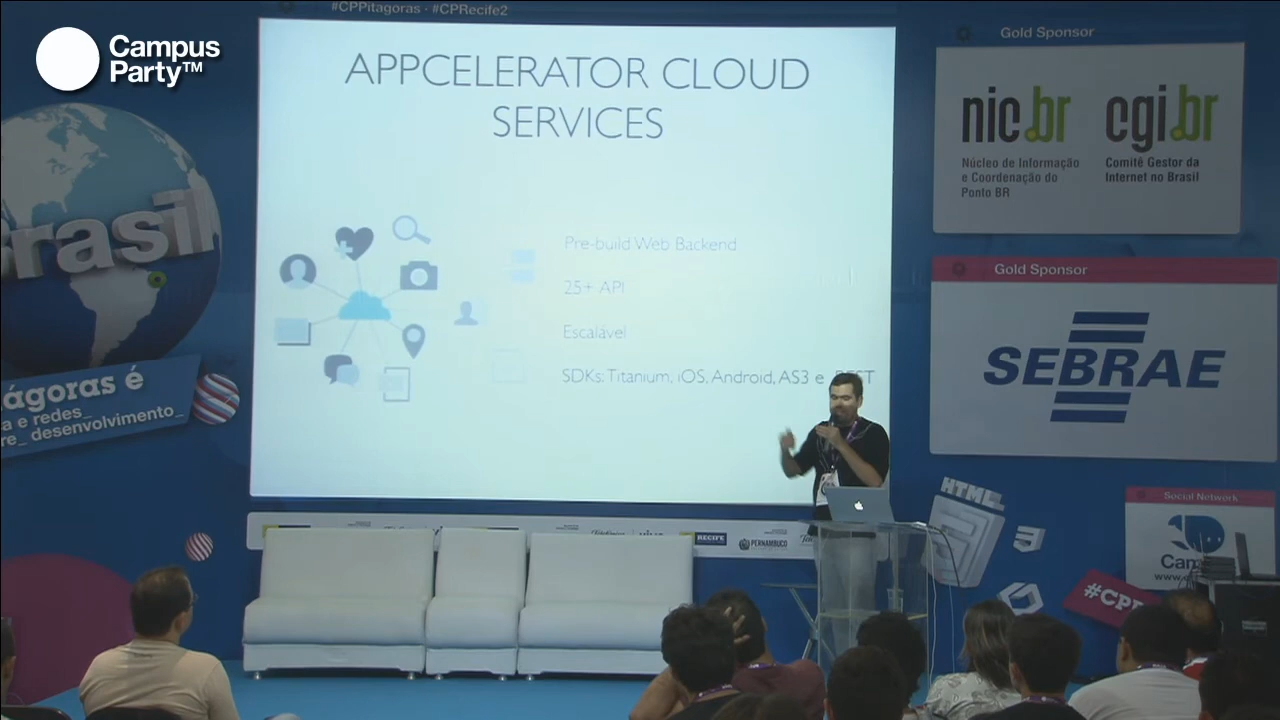 #CPPitagoras - #CPRecife2
Campus
Party™
APPCELERATOR CLOUD
SERVICES
Pre-build Web Backend
25+ API
Escalável
SDKs: Titanium, iOS, Android, AS3 e
Gold Sponsor
nic.br
Núcleo de Informação
e Coordenação do
Ponto BR
cgi.br
Comitê Gestor da
Internet no Brasil
Gold Sponsor
SEBRAE
Brasil
ágoras é
a e redes_
re_ desenvolvimento_
HTML
Social Network
RECIFE
PERNAMBUCO
#CPR